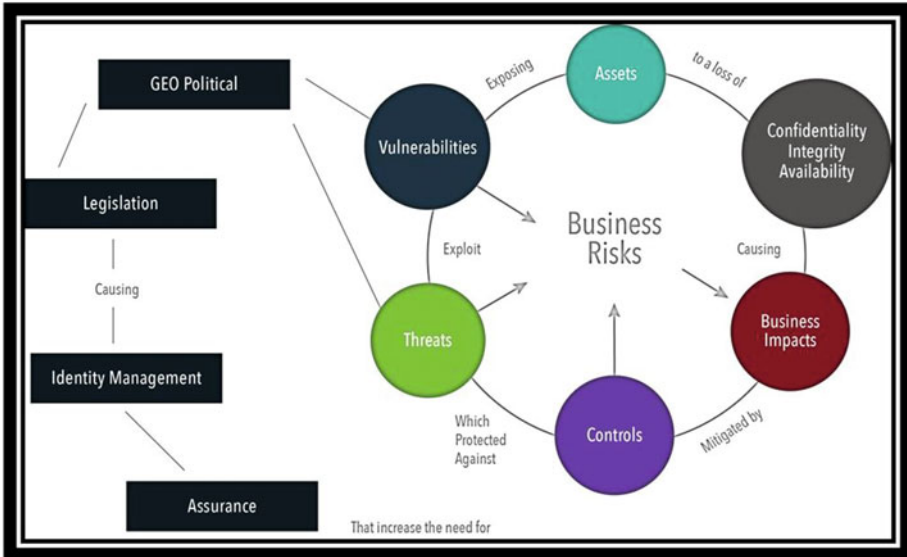 GEO Political
Legislation
Causing
Identity Management
Assurance
That increase the need for
Vulnerabilities
Exposing
Assets
to a loss of
Confidentiality
Integrity
Availability
Causing
Business
Impacts
Mitigated by
Controls
Which
Protected
Against
Threats
Exploit
Business
Risks